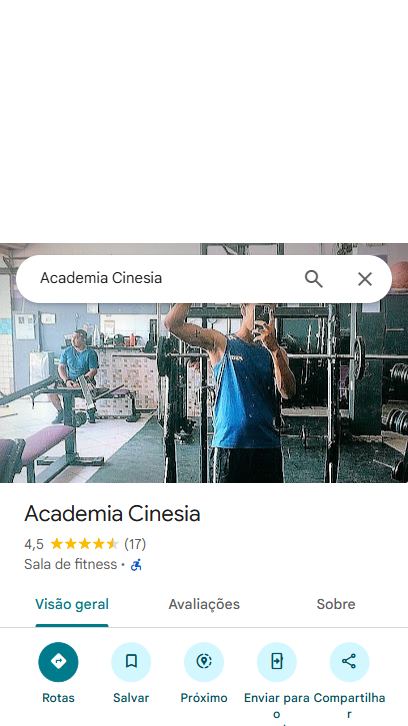 Academia Cinesia
Academia Cinesia
4,5 (17)
Sala de fitness ·
Visão geral Avaliações Sobre
Rotas Salvar Próximo Enviar para Compartilha
o r